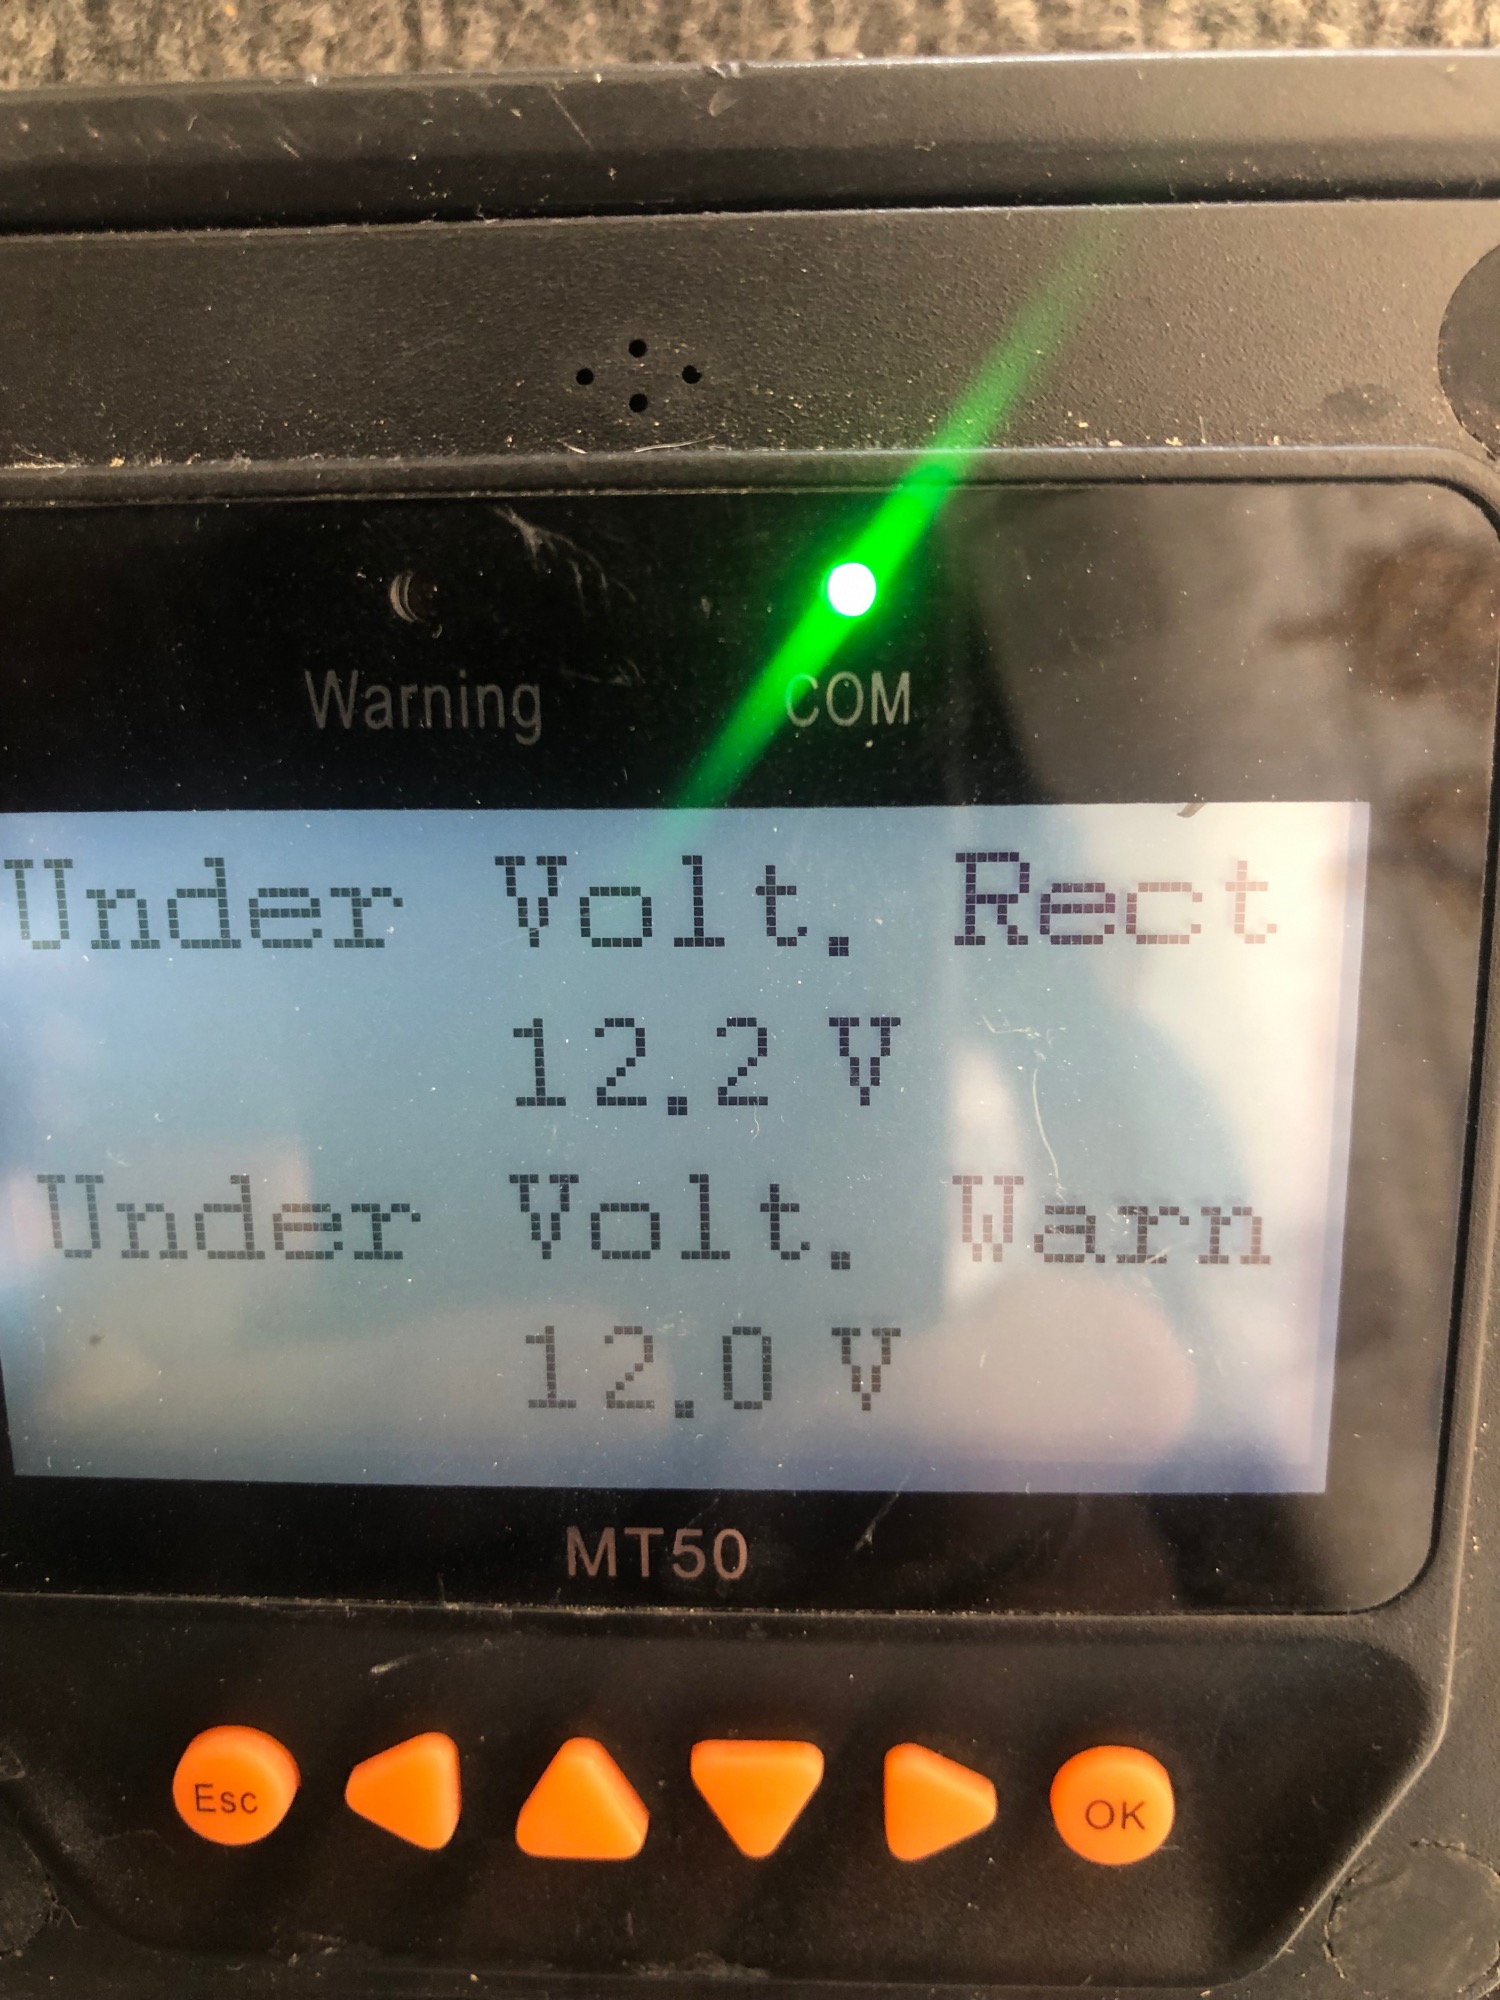 Warning COM
Under Volt. Rect
12.2 V
Under Volt. Warn
12.0 V
MT50
Esc OK